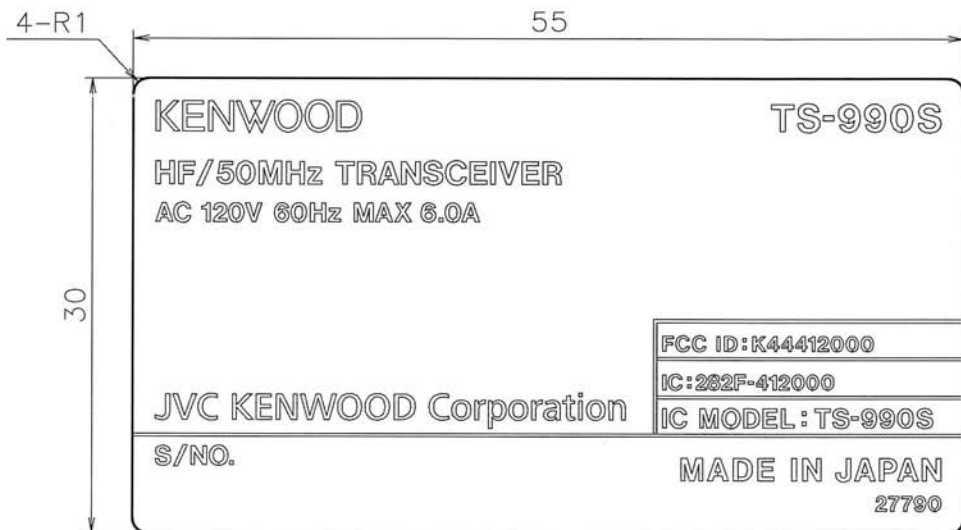 4-R1
55
30
KENWOOD TS-990S
HF/50MHz TRANSCEIVER
AC 120V 60Hz MAX 6.0A
FCC ID:K44412000
IC:282F-412000
JVC KENWOOD Corporation
IC MODEL:TS-990S
S/NO.
MADE IN JAPAN
27790